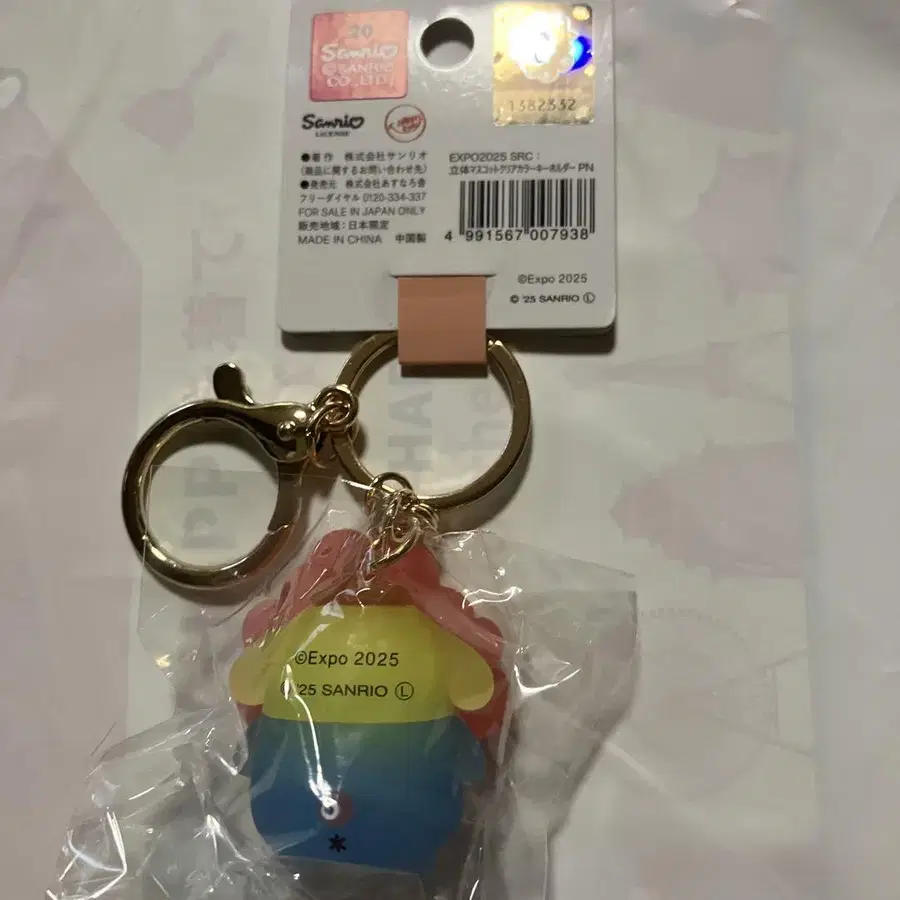 20
Sanrio
©SANRIO
CO.,LTD.
1382332
Sanrio
LICENSE
●著作 株式会社サンリオ
(商品に関するお問い合わせ先)
●発売元 株式会社あすなろ舎
フリーダイヤル 0120-334-337
FOR SALE IN JAPAN ONLY
販売地域:日本限定
MADE IN CHINA 中国製
EXPO2025 SRC:
立体マスコットクリアカラーキーホルダー PN
4 991567 007938
©Expo 2025
© '25 SANRIO Ⓛ
©Expo 2025
© '25 SANRIO Ⓛ